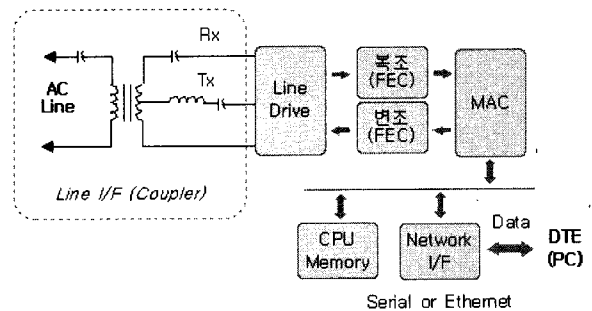 Rx
AC
Line
Tx
Line I/F (Coupler)
Line
Drive
복조
(FEC)
변조
(FEC)
MAC
CPU
Memory
Network
I/F
Data
DTE
(PC)
Serial or Ethernet